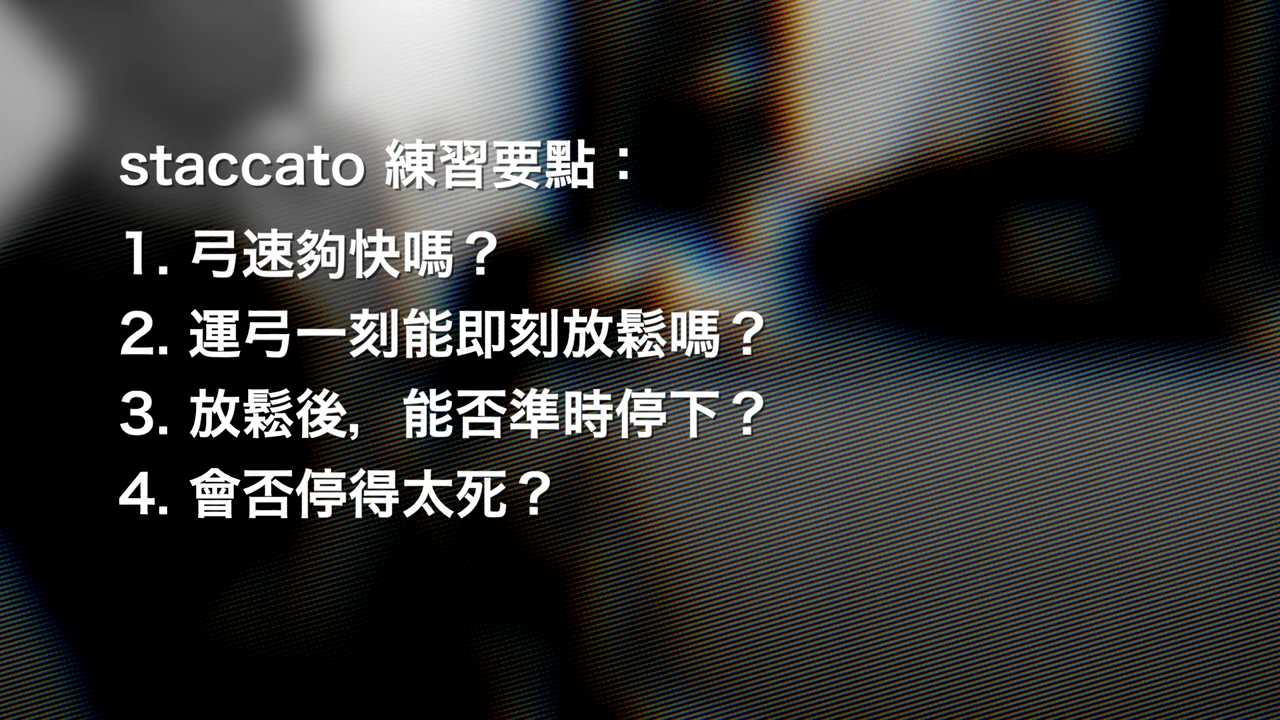 staccato 練習要點：
1. 弓速夠快嗎？
2. 運弓一刻能即刻放鬆嗎？
3. 放鬆後，能否準時停下？
4. 會否停得太死？